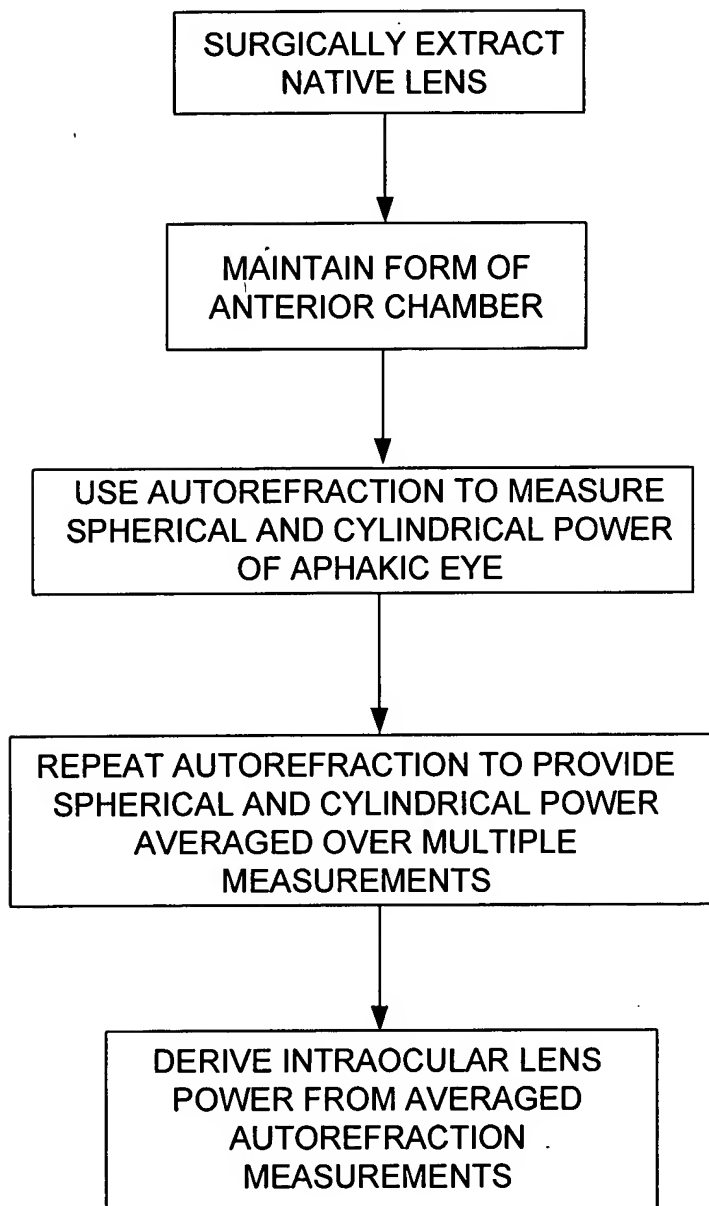 SURGICALLY EXTRACT
NATIVE LENS
MAINTAIN FORM OF
ANTERIOR CHAMBER
USE AUTOREFRACTION TO MEASURE
SPHERICAL AND CYLINDRICAL POWER
OF APHAKIC EYE
REPEAT AUTOREFRACTION TO PROVIDE
SPHERICAL AND CYLINDRICAL POWER
AVERAGED OVER MULTIPLE
MEASUREMENTS
DERIVE INTRAOCULAR LENS
POWER FROM AVERAGED
AUTOREFRACTION
MEASUREMENTS